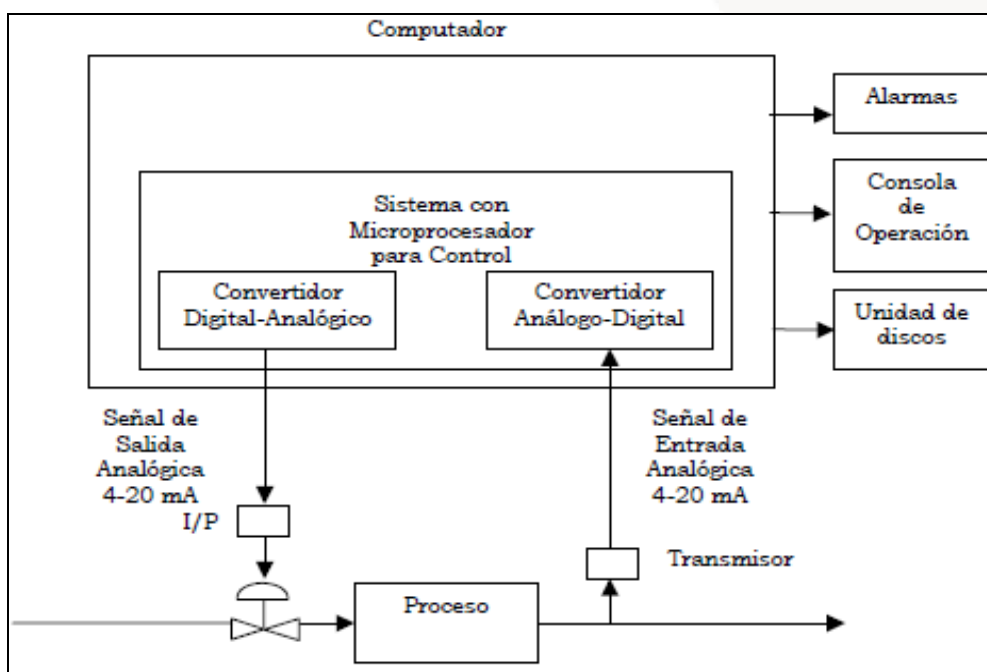 Computador
Alarmas
Consola
de
Operación
Unidad de
discos
Sistema con
Microprocesador
para Control
Convertidor
Digital-Analógico
Convertidor
Análogo-Digital
Señal de
Salida
Analógica
4-20 mA
I/P
Señal de
Entrada
Analógica
4-20 mA
Transmisor
Proceso